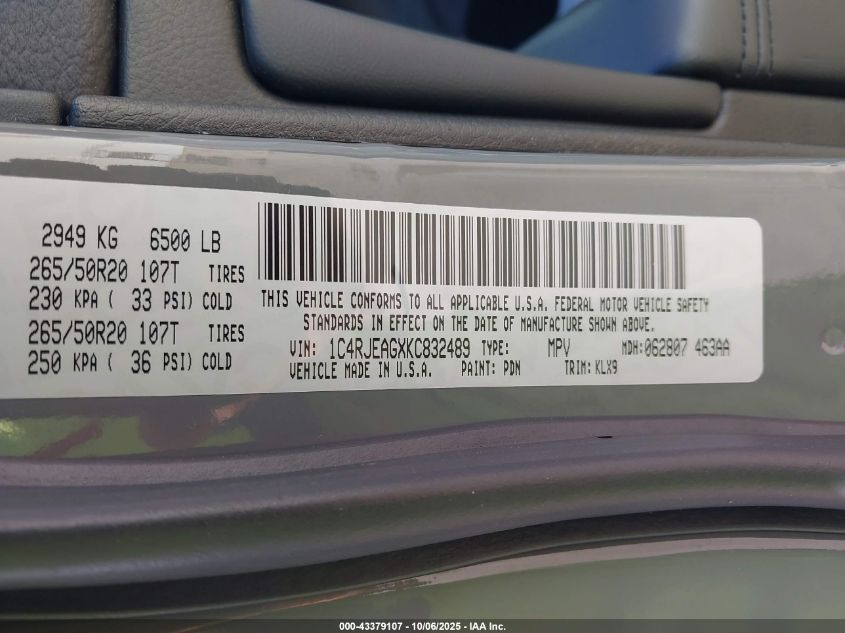 2949 KG 6500 LB
265/50R20 107T TIRES
230 KPA ( 33 PSI) COLD
265/50R20 107T TIRES
250 KPA ( 36 PSI) COLD
THIS VEHICLE CONFORMS TO ALL APPLICABLE U.S.A. FEDERAL MOTOR VEHICLE SAFETY
STANDARDS IN EFFECT ON THE DATE OF MANUFACTURE SHOWN ABOVE.
VIN: 1C4RJEAGXKC832489 TYPE: MPV MDH:062807 463AA
VEHICLE MADE IN U.S.A. PAINT: PDN TRIM: KLX9
000-43379107 - 10/06/2025 - IAA Inc.